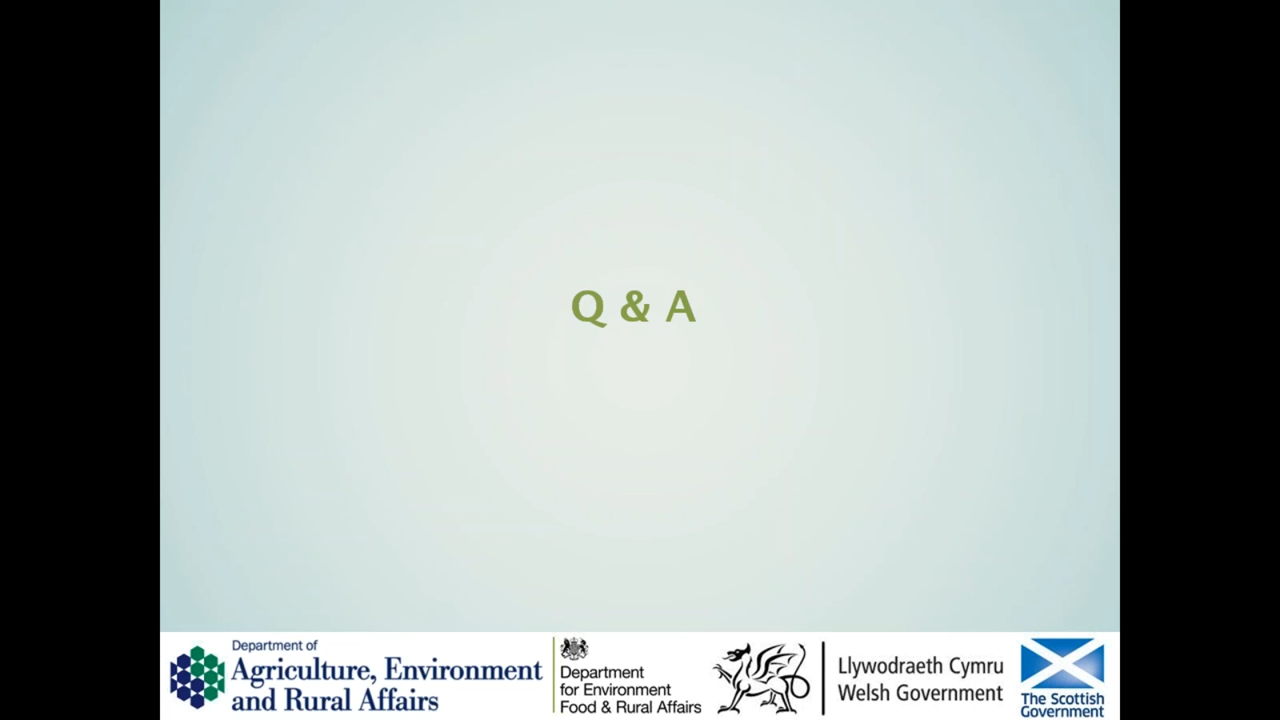 Q & A
Department of
Agriculture, Environment
and Rural Affairs
Department
for Environment
Food & Rural Affairs
Llywodraeth Cymru
Welsh Government
The Scottish
Government